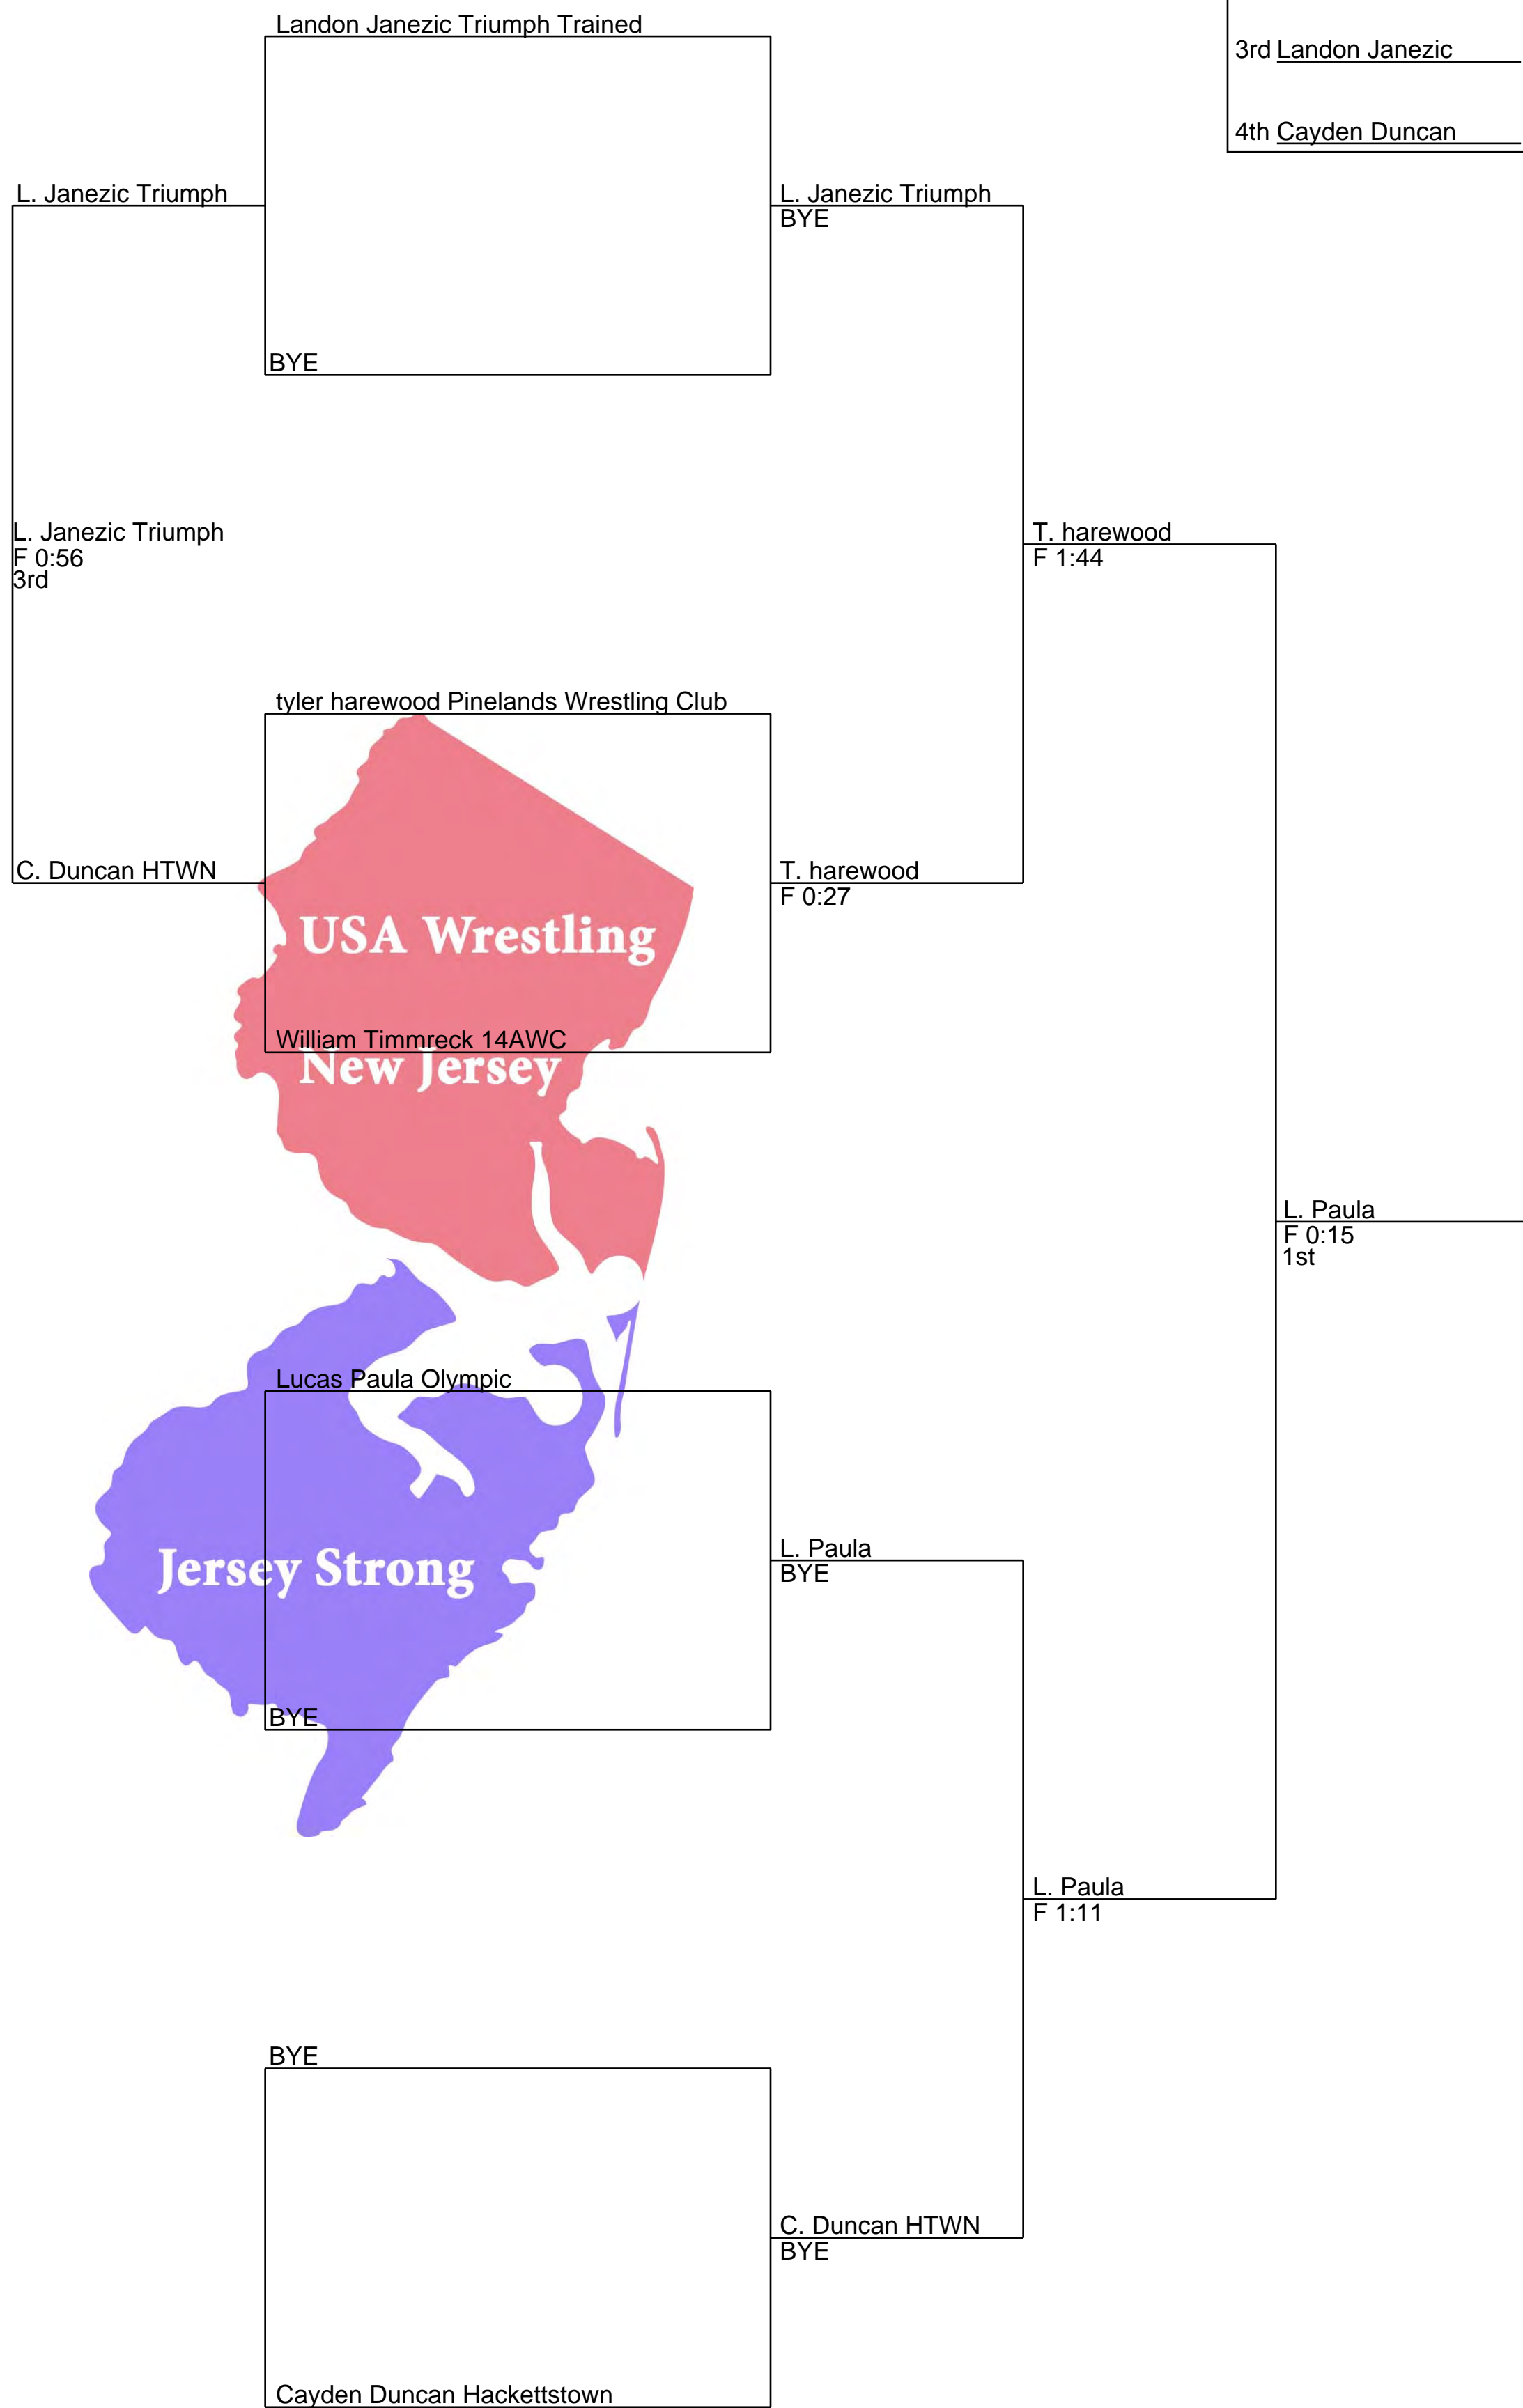 Landon Janezic Triumph Trained
3rd Landon Janezic
4th Cayden Duncan
L. Janezic Triumph
L. Janezic Triumph
BYE
BYE
L. Janezic Triumph
F 0:56
3rd
T. harewood
F 1:44
tyler harewood Pinelands Wrestling Club
C. Duncan HTWN
T. harewood
F 0:27
USA Wrestling
William Timmreck 14AWC
New Jersey
L. Paula
F 0:15
1st
Lucas Paula Olympic
L. Paula
BYE
Jersey Strong
BYE
L. Paula
F 1:11
BYE
C. Duncan HTWN
BYE
Cayden Duncan Hackettstown